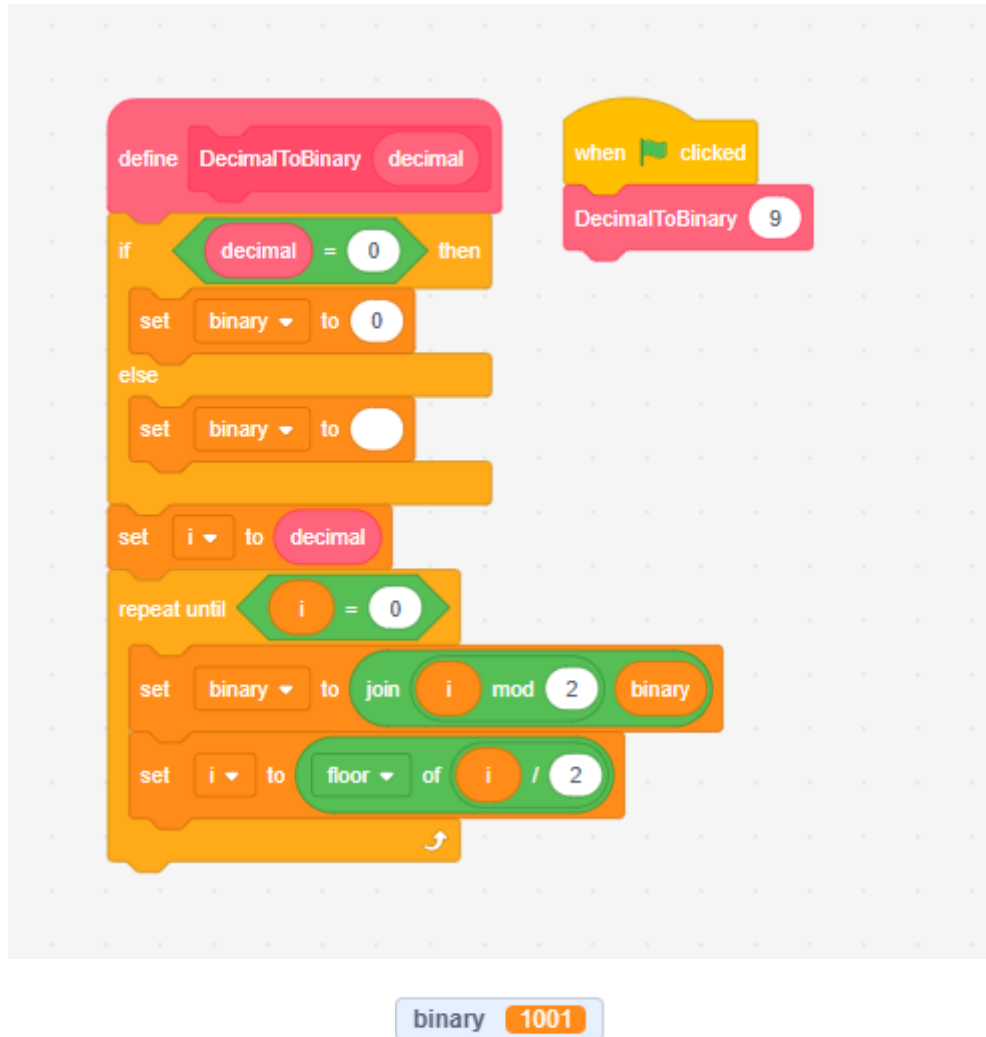 define DecimalToBinary decimal
if decimal = 0 then
set binary to 0
else
set binary to
set i to decimal
repeat until i = 0
set binary to join i mod 2 binary
set i to floor of i / 2
when clicked
DecimalToBinary 9
binary 1001